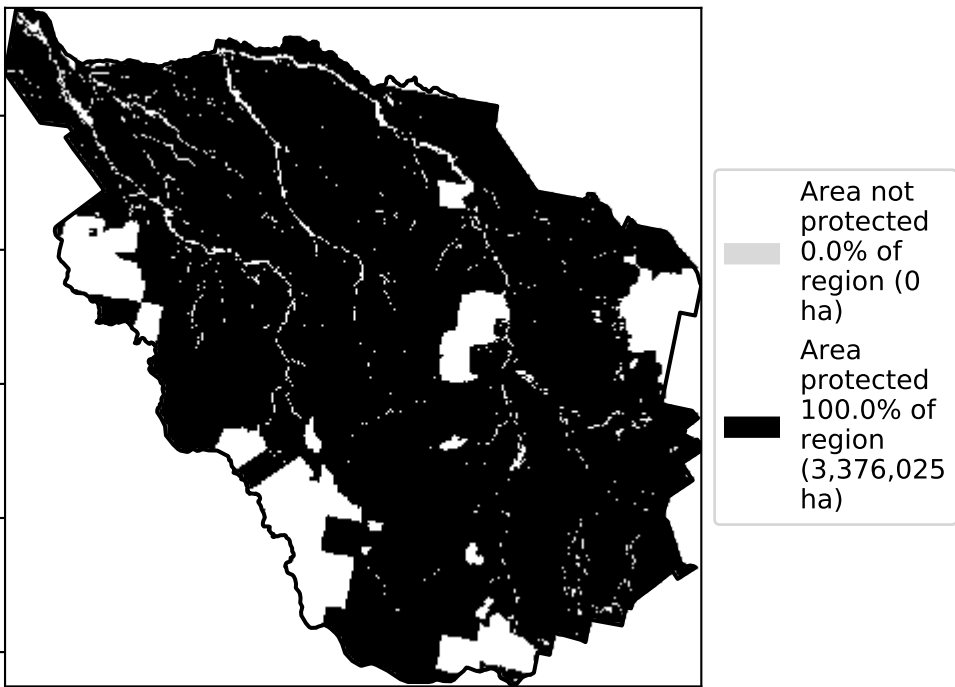 Area not
protected
0.0% of
region (0
ha)
Area
protected
100.0% of
region
(3,376,025
ha)